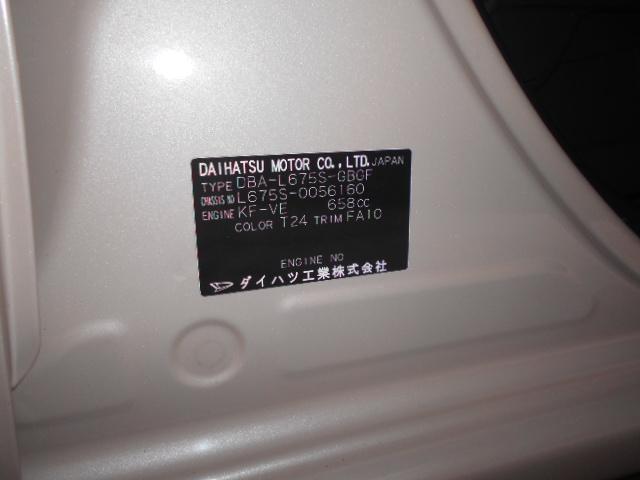 DAIHATSU MOTOR CO., LTD. JAPAN
TYPE DBA-L675S-GBGF
CHASSIS NO L675S-0056160
ENGINE KF-VE 658cc
COLOR T24 TRIM FA10
ENGINE NO
ダイハツ工業株式会社